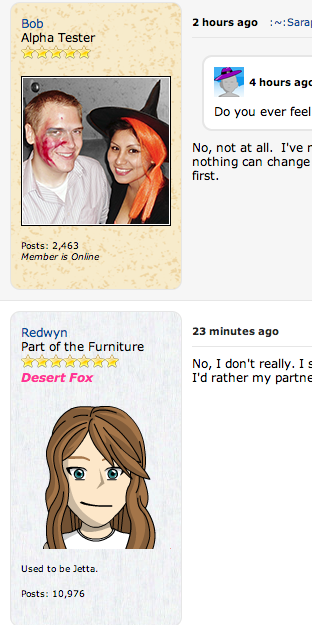 Bob
Alpha Tester
2 hours ago :~:Sarap
4 hours ago
Do you ever feel
No, not at all. I've
nothing can change
first.
Posts: 2,463
Member is Online
Redwyn
Part of the Furniture
Desert Fox
23 minutes ago
No, I don't really. I
I'd rather my partne
Used to be Jetta.
Posts: 10,976